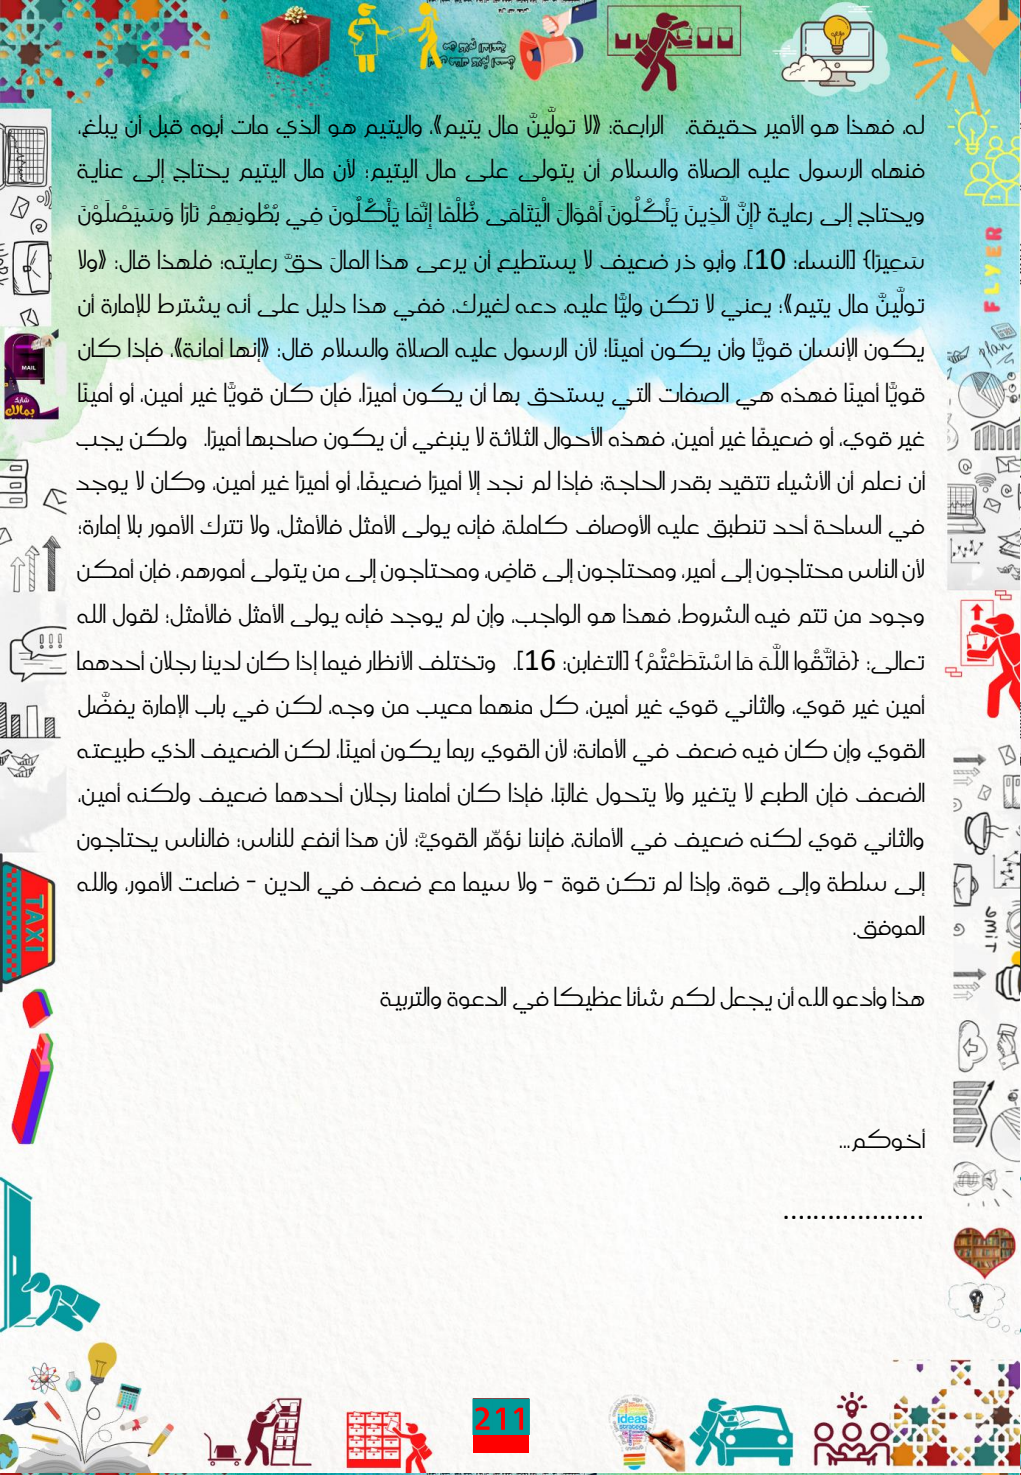 له، فهذا هو الأمير حقيقة. الرابعة: «لا تولَّينَّ مال يتيم»، واليتيم هو الذي مات أبوه قبل أن يبلغ،
فنهاه الرسول عليه الصلاة والسلام أن يتولى على مال اليتيم؛ لأن مال اليتيم يحتاج إلى عناية
ويحتاج إلى رعاية {إِنَّ الَّذِينَ يَأْكُلُونَ أَمْوَالَ الْيَتَامَى ظُلْمًا إِنَّمَا يَأْكُلُونَ فِي بُطُونِهِمْ نَارًا وَسَيَصْلَوْنَ
سَعِيرًا} [النساء: 10]، وأبو ذر ضعيف لا يستطيع أن يرعى هذا المالَ حقَّ رعايته؛ فلهذا قال: «ولا
تولَّينَّ مال يتيم»؛ يعني لا تكن وليًّا عليه، دعه لغيرك، ففي هذا دليل على أنه يشترط للإمارة أن
يكون الإنسان قويًّا وأن يكون أمينًا؛ لأن الرسول عليه الصلاة والسلام قال: «إنها أمانة»، فإذا كان
قويًّا أمينًا فهذه هي الصفات التي يستحق بها أن يكون أميرًا، فإن كان قويًّا غير أمين، أو أمينًا
غير قوي، أو ضعيفًا غير أمين، فهذه الأحوال الثلاثة لا ينبغي أن يكون صاحبها أميرًا. ولكن يجب
أن نعلم أن الأشياء تتقيد بقدر الحاجة؛ فإذا لم نجد إلا أميرًا ضعيفًا، أو أميرًا غير أمين، وكان لا يوجد
في الساحة أحد تنطبق عليه الأوصاف كاملة، فإنه يولى الأمثل فالأمثل، ولا تترك الأمور بلا إمارة؛
لأن الناس محتاجون إلى أمير، ومحتاجون إلى قاضٍ، ومحتاجون إلى من يتولى أمورهم، فإن أمكن
وجود من تتم فيه الشروط، فهذا هو الواجب، وإن لم يوجد فإنه يولى الأمثل فالأمثل؛ لقول الله
تعالى: {فَاتَّقُوا اللَّهَ مَا اسْتَطَعْتُمْ} [التغابن: 16]. وتختلف الأنظار فيما إذا كان لدينا رجلان أحدهما
أمين غير قوي، والثاني قوي غير أمين، كل منهما معيب من وجه، لكن في باب الإمارة يفضَّل
القوي وإن كان فيه ضعف في الأمانة؛ لأن القوي ربما يكون أمينًا، لكن الضعيف الذي طبيعته
الضعف فإن الطبع لا يتغير ولا يتحول غالبًا، فإذا كان أمامنا رجلان أحدهما ضعيف ولكنه أمين،
والثاني قوي لكنه ضعيف في الأمانة، فإننا نؤمِّر القويَّ؛ لأن هذا أنفع للناس؛ فالناس يحتاجون
إلى سلطة وإلى قوة، وإذا لم تكن قوة - ولا سيما مع ضعف في الدين - ضاعت الأمور، والله
الموفق.
هذا وأدعو الله أن يجعل لكم شأنا عظيكا في الدعوة والتربية
أخوكم...
...................
FLYER
plan
MAIL
شارك
بمالك
TAXI
TIME
ideas
strategy
211